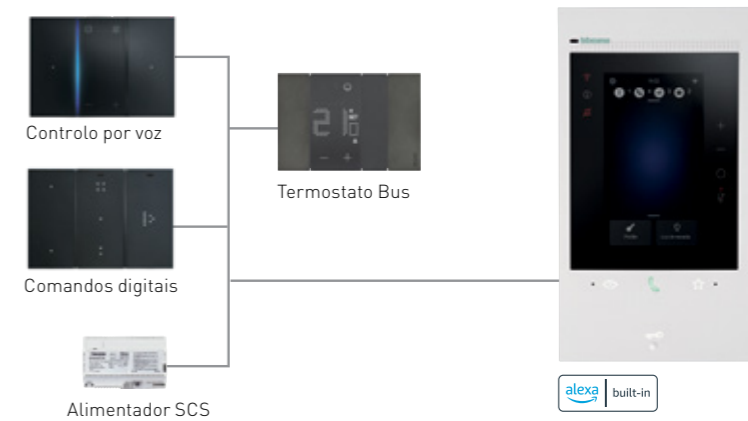 Controlo por voz
Termostato Bus
Comandos digitais
Alimentador SCS
bticino
alexa built-in